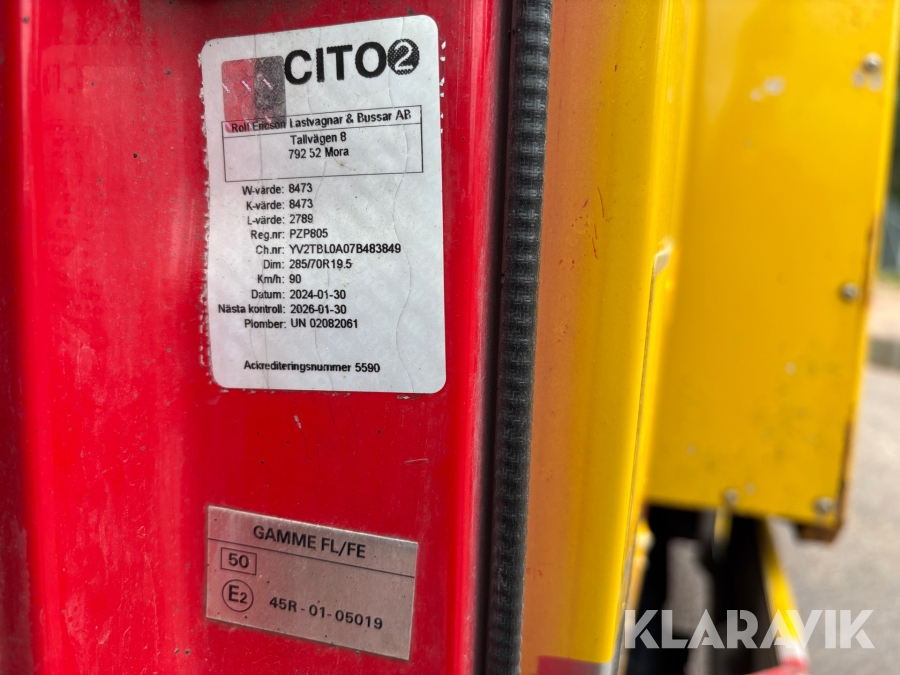 CITO2
Rolf Ericson Lastvagnar & Bussar AB
Tallvägen 8
792 52 Mora
W-värde: 8473
K-värde: 8473
L-värde: 2789
Reg.nr: PZP805
Ch.nr: YV2TBL0A07B483849
Dim: 285/70R19.5
Km/h: 90
Datum: 2024-01-30
Nästa kontroll: 2026-01-30
Plomber: UN 02082061
Ackrediteringsnummer 5590
GAMME FL/FE
50
E2 45R-01-05019
KLARAVIK